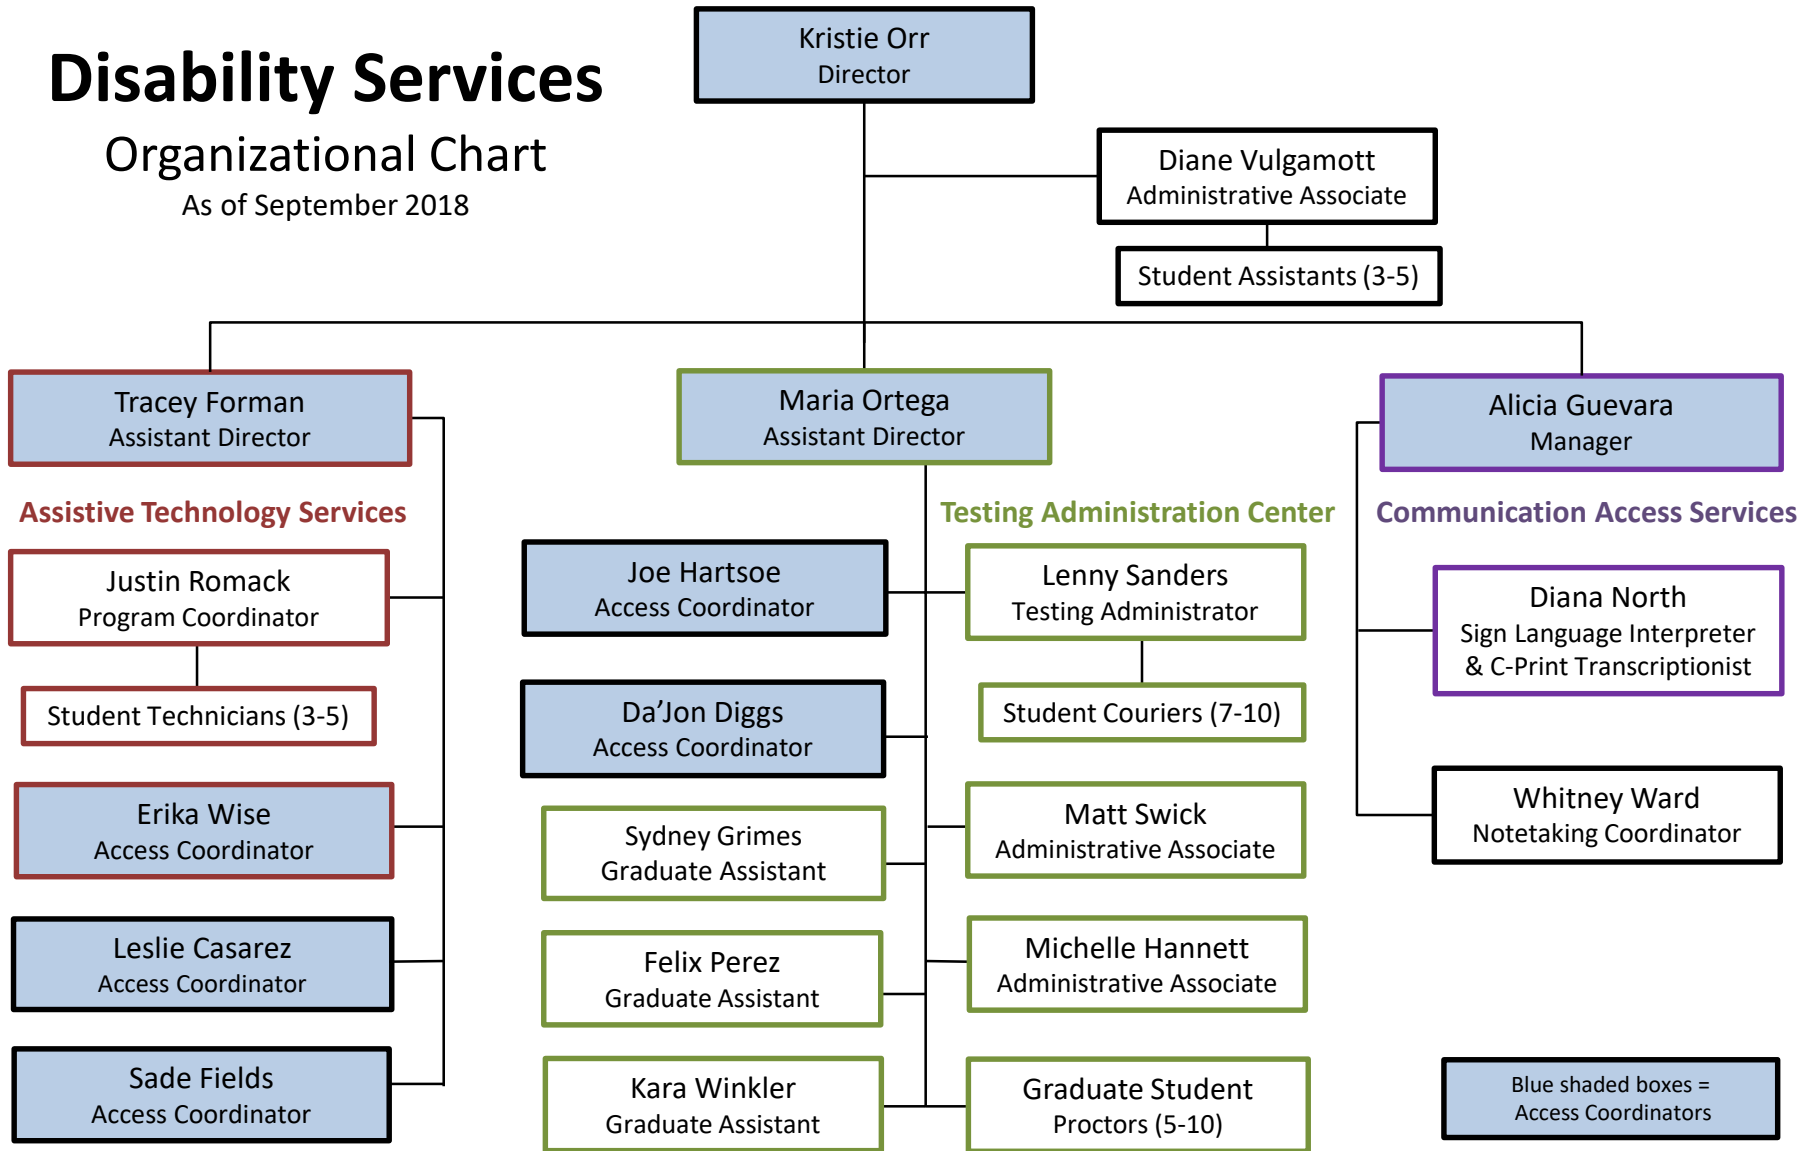 Disability Services
Organizational Chart
As of September 2018
Kristie Orr
Director
Diane Vulgamott
Administrative Associate
Student Assistants (3-5)
Tracey Forman
Assistant Director
Maria Ortega
Assistant Director
Alicia Guevara
Manager
Assistive Technology Services
Justin Romack
Program Coordinator
Student Technicians (3-5)
Erika Wise
Access Coordinator
Leslie Casarez
Access Coordinator
Sade Fields
Access Coordinator
Testing Administration Center
Joe Hartsoe
Access Coordinator
Da’Jon Diggs
Access Coordinator
Sydney Grimes
Graduate Assistant
Felix Perez
Graduate Assistant
Kara Winkler
Graduate Assistant
Lenny Sanders
Testing Administrator
Student Couriers (7-10)
Matt Swick
Administrative Associate
Michelle Hannett
Administrative Associate
Graduate Student
Proctors (5-10)
Communication Access Services
Diana North
Sign Language Interpreter
& C-Print Transcriptionist
Whitney Ward
Notetaking Coordinator
Blue shaded boxes =
Access Coordinators